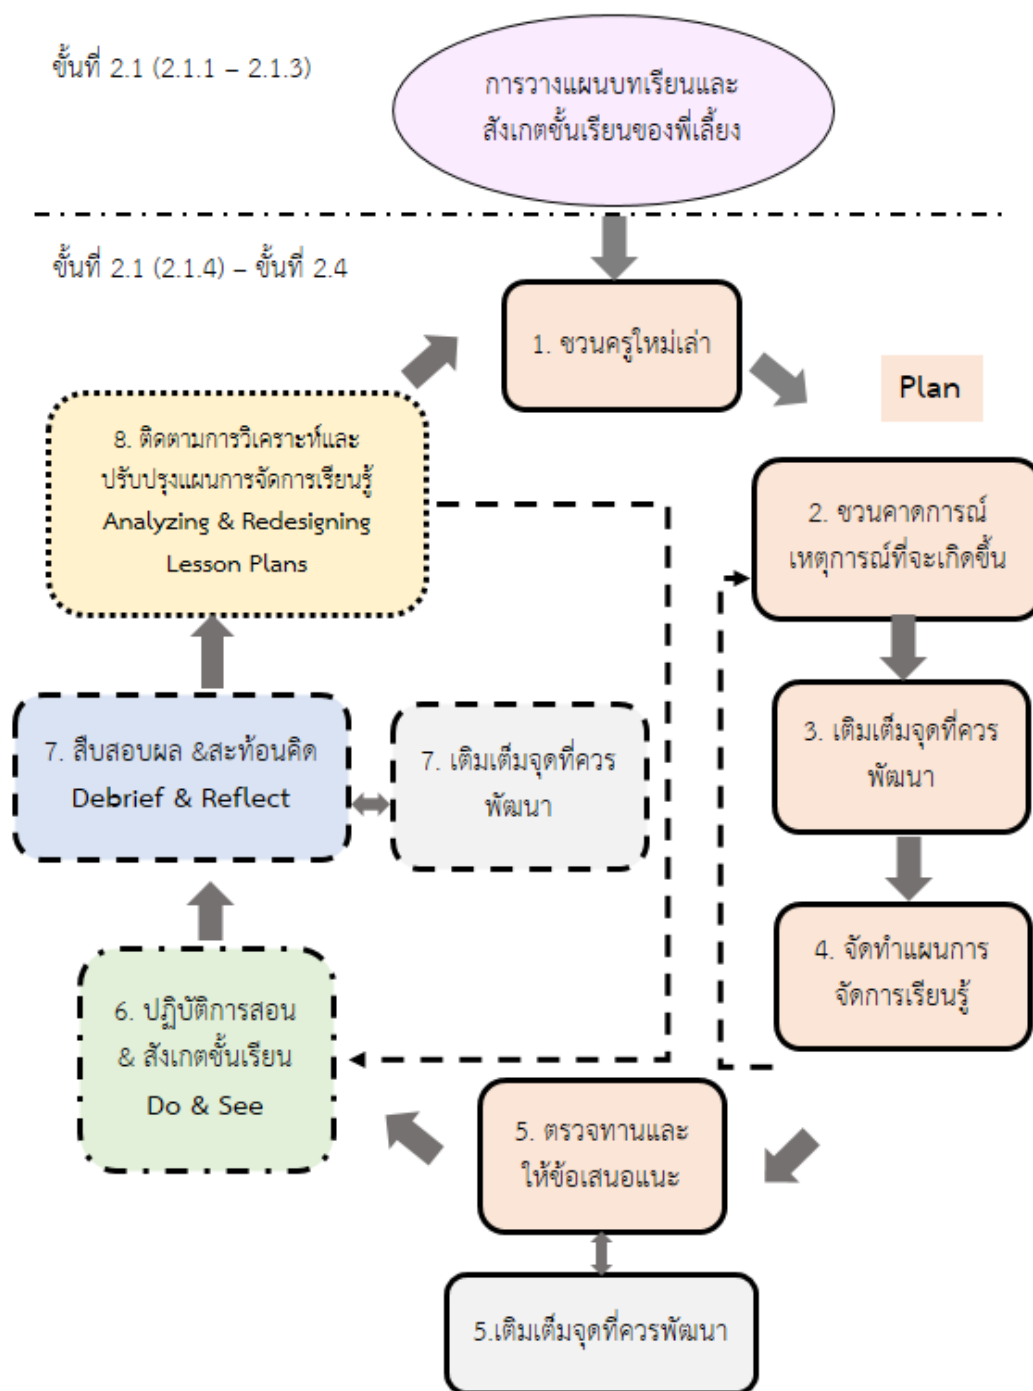 ขั้นที่ 2.1 (2.1.1 – 2.1.3)
การวางแผนบทเรียนและ
สังเกตชั้นเรียนของพี่เลี้ยง
ขั้นที่ 2.1 (2.1.4) – ขั้นที่ 2.4
1. ชวนครูใหม่เล่า
Plan
2. ชวนคาดการณ์
เหตุการณ์ที่จะเกิดขึ้น
3. เติมเต็มจุดที่ควร
พัฒนา
4. จัดทำแผนการ
จัดการเรียนรู้
5. ตรวจทานและ
ให้ข้อเสนอแนะ
5.เติมเต็มจุดที่ควรพัฒนา
6. ปฏิบัติการสอน
& สังเกตชั้นเรียน
Do & See
7. สืบสอบผล &สะท้อนคิด
Debrief & Reflect
7. เติมเต็มจุดที่ควร
พัฒนา
8. ติดตามการวิเคราะห์และ
ปรับปรุงแผนการจัดการเรียนรู้
Analyzing & Redesigning
Lesson Plans